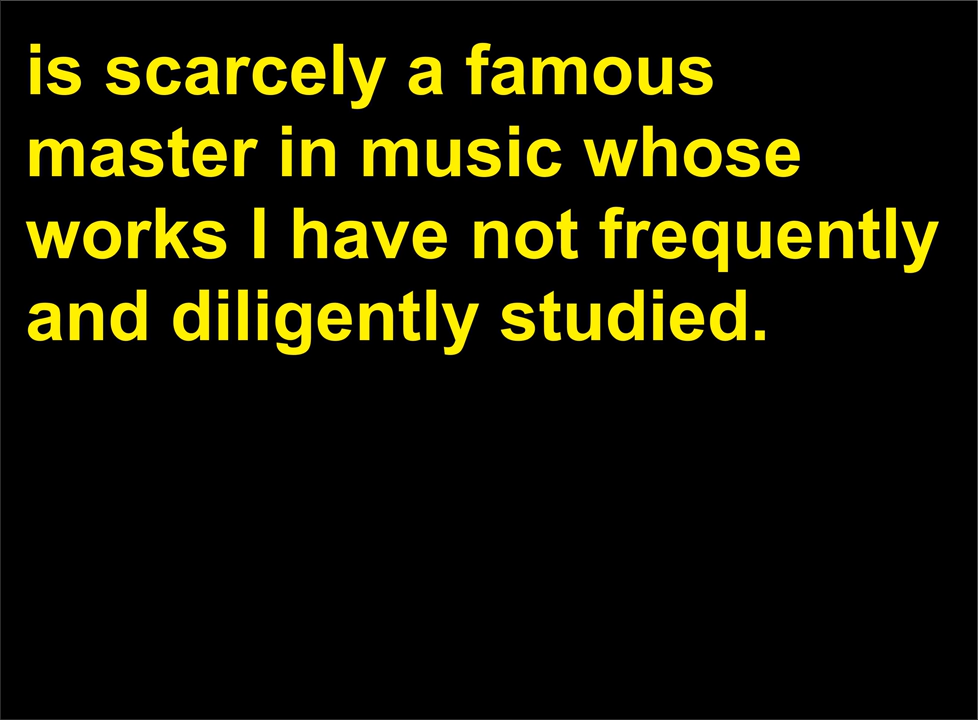 is scarcely a famous
master in music whose
works I have not frequently
and diligently studied.